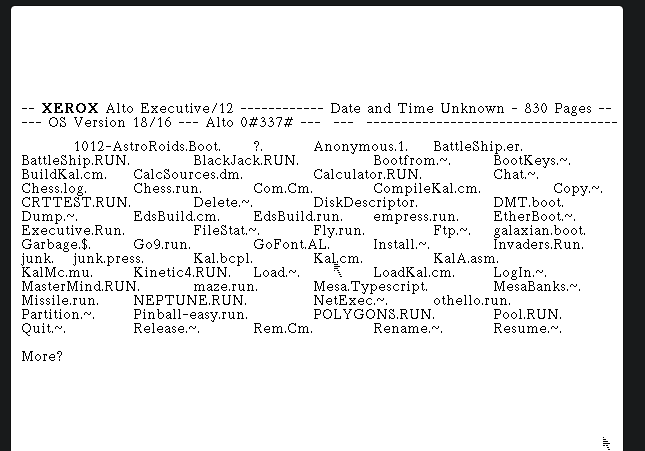 -- XEROX Alto Executive/12 ------------ Date and Time Unknown - 830 Pages --
--- OS Version 18/16 --- Alto 0#337# --- --- ------------------------------------
1012-AstroRoids.Boot. ?. Anonymous.1. BattleShip.er.
BattleShip.RUN. BlackJack.RUN. Bootfrom.~. BootKeys.~.
BuildKal.cm. CalcSources.dm. Calculator.RUN. Chat.~.
Chess.log. Chess.run. Com.Cm. CompileKal.cm. Copy.~.
CRTTEST.RUN. Delete.~. DiskDescriptor. DMT.boot.
Dump.~. EdsBuild.cm. EdsBuild.run. empress.run. EtherBoot.~.
Executive.Run. FileStat.~. Fly.run. Ftp.~. galaxian.boot.
Garbage.$. Go9.run. GoFont.AL. Install.~. Invaders.Run.
junk. junk.press. Kal.bcpl. Kal.cm. KalA.asm.
KalMc.mu. Kinetic4.RUN. Load.~. LoadKal.cm. LogIn.~.
MasterMind.RUN. maze.run. Mesa.Typescript. MesaBanks.~.
Missile.run. NEPTUNE.RUN. NetExec.~. othello.run.
Partition.~. Pinball-easy.run. POLYGONS.RUN. Pool.RUN.
Quit.~. Release.~. Rem.Cm. Rename.~. Resume.~.
More?